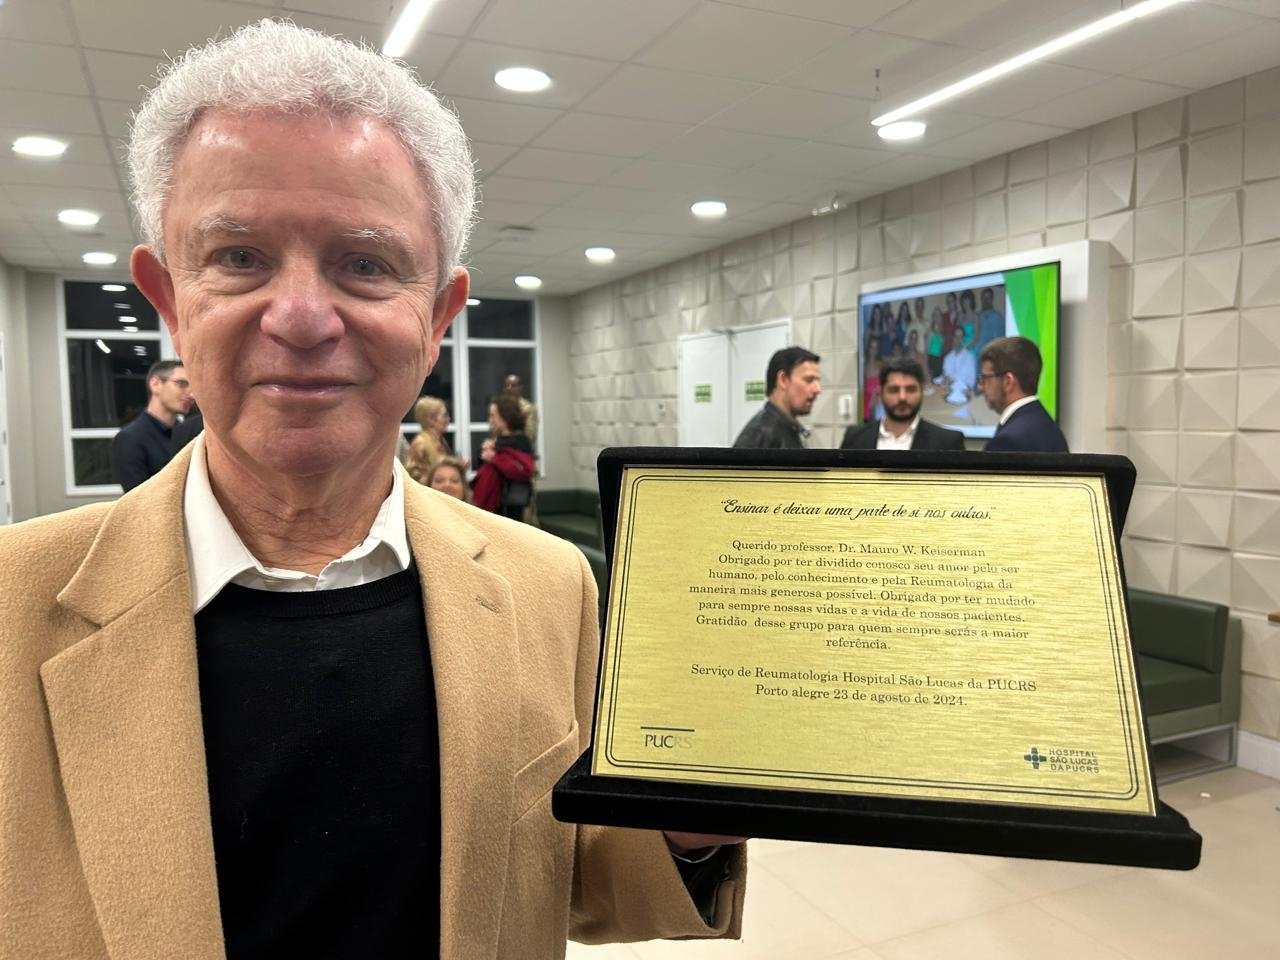 "Ensinar é deixar uma parte de si nos outros."
Querido professor, Dr. Mauro W. Keiserman
Obrigado por ter dividido conosco seu amor pelo ser
humano, pelo conhecimento e pela Reumatologia da
maneira mais generosa possível. Obrigada por ter mudado
para sempre nossas vidas e a vida de nossos pacientes.
Gratidão desse grupo para quem sempre serás a maior
referência.
Serviço de Reumatologia Hospital São Lucas da PUCRS
Porto alegre 23 de agosto de 2024.
PUCRS
HOSPITAL
SÃO LUCAS
DA PUCRS